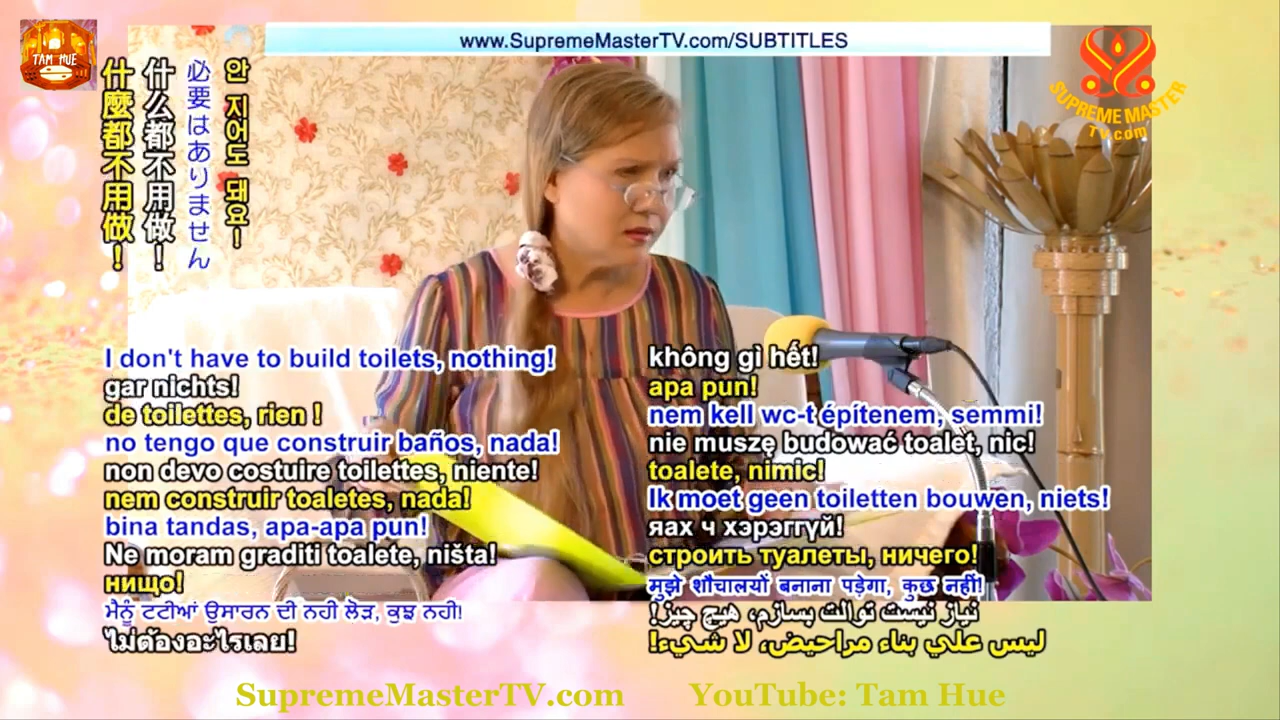 TAM HUE
www.SupremeMasterTV.com/SUBTITLES
SUPREME MASTER
TV.com
什麼都不用做！
什么都不用做！
必要はありません
안 지어도 돼요!
I don't have to build toilets, nothing!
gar nichts!
de toilettes, rien !
no tengo que construir baños, nada!
non devo costuire toilettes, niente!
nem construir toaletes, nada!
bina tandas, apa-apa pun!
Ne moram graditi toalete, ništa!
нищо!
ਮੈਨੂੰ ਟਟੀਆਂ ਉਸਾਰਨ ਦੀ ਨਹੀ ਲੋੜ, ਕੁਝ ਨਹੀ!
ไม่ต้องอะไรเลย!
không gì hết!
apa pun!
nem kell wc-t építenem, semmi!
nie muszę budować toalet, nic!
toalete, nimic!
Ik moet geen toiletten bouwen, niets!
яах ч хэрэггүй!
строить туалеты, ничего!
मुझे शौचालयों बनाना पड़ेगा, कुछ नहीं!
نیاز نیست توالت بسازم، هیچ چیز!
ليس علي بناء مراحيض، لا شيء!
SupremeMasterTV.com
YouTube: Tam Hue